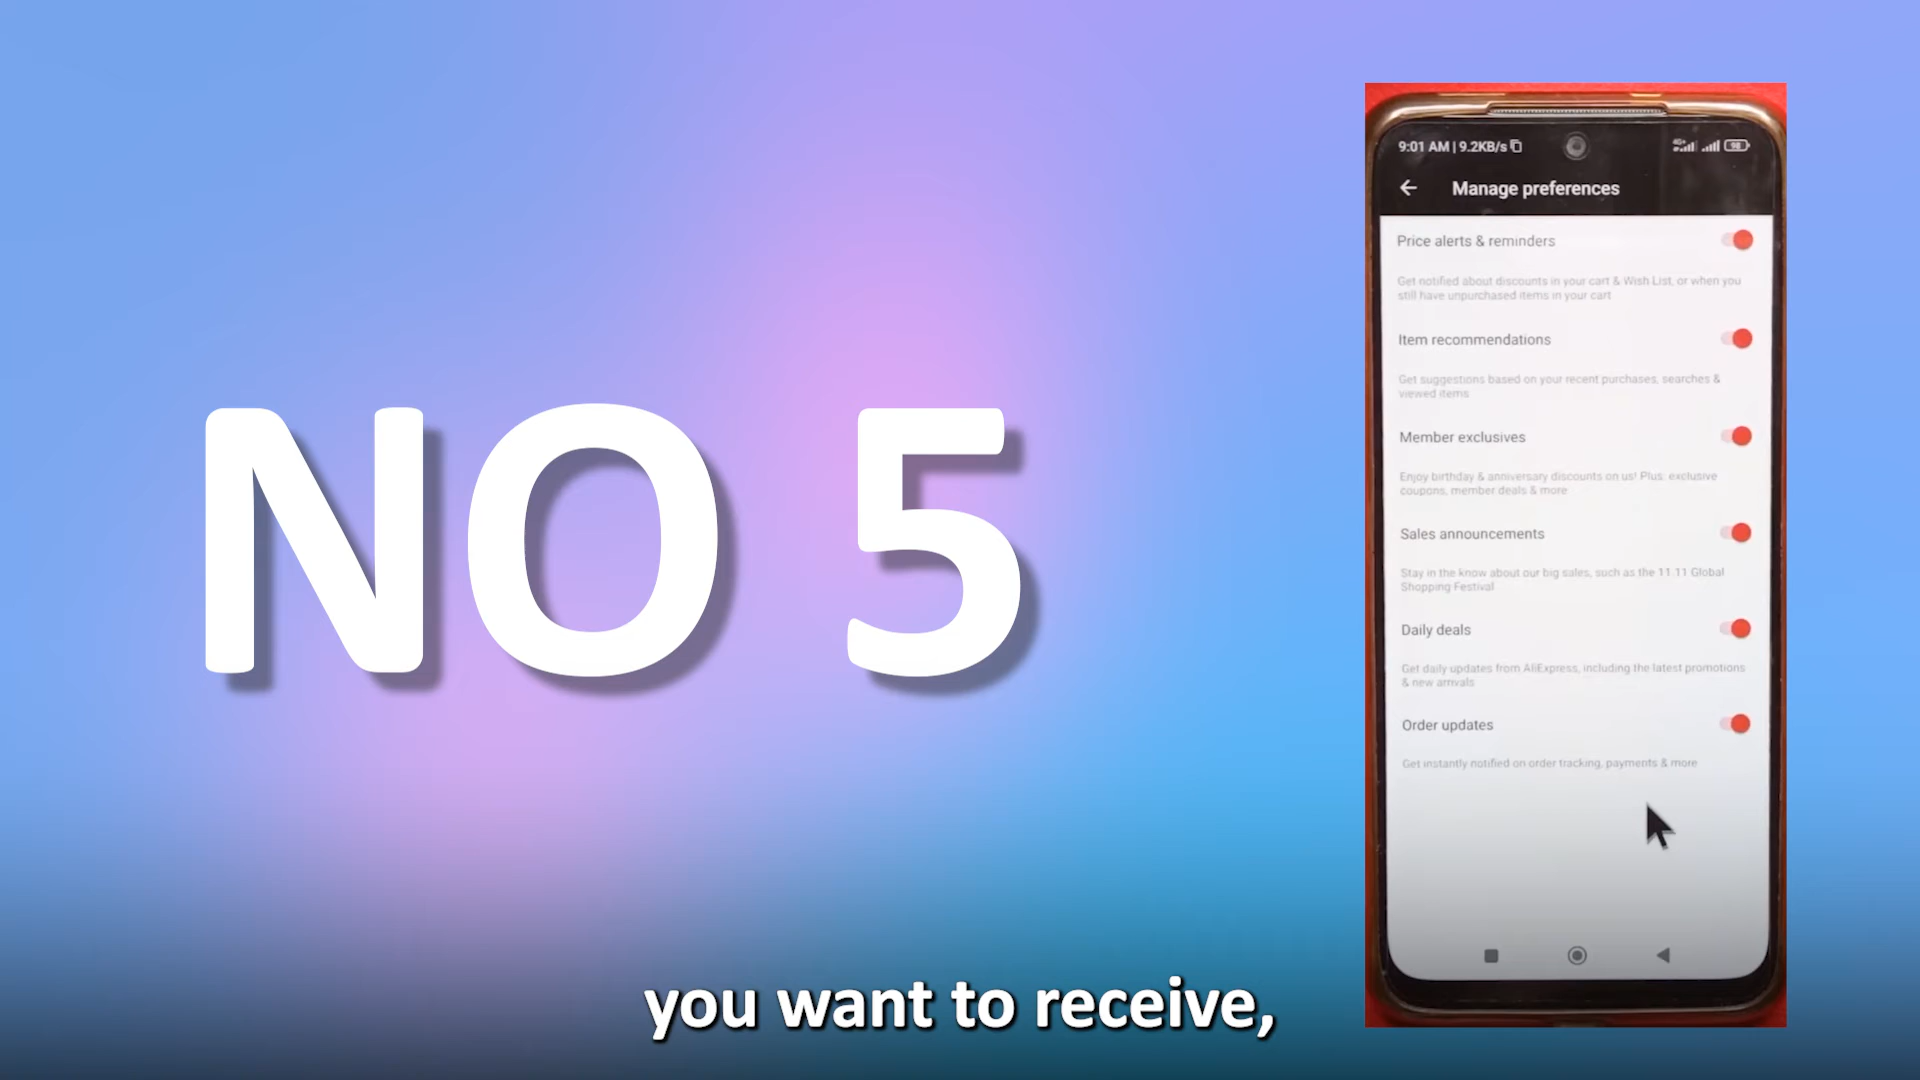 NO 5
9:01 AM | 9.2KB/s
98
Manage preferences
Price alerts & reminders
Get notified about discounts in your cart & Wish List, or when you
still have unpurchased items in your cart
Item recommendations
Get suggestions based on your recent purchases, searches &
viewed items
Member exclusives
Enjoy birthday & anniversary discounts on us! Plus: exclusive
coupons, member deals & more
Sales announcements
Stay in the know about our big sales, such as the 11.11 Global
Shopping Festival
Daily deals
Get daily updates from AliExpress, including the latest promotions
& new arrivals
Order updates
Get instantly notified on order tracking, payments & more
you want to receive,